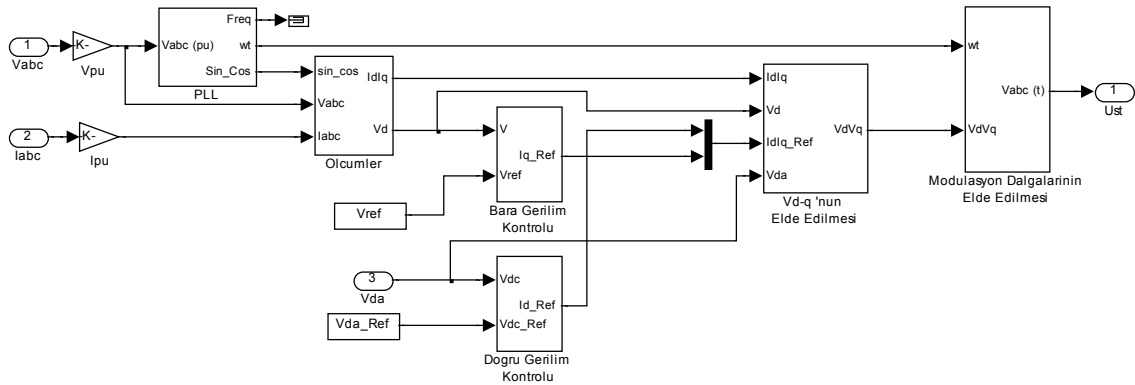 1
Vabc
K-
Vpu
Vabc (pu)
Freq
wt
Sin_Cos
PLL
2
Iabc
K-
Ipu
sin_cos
Vabc
Iabc
IdIq
Vd
Olcumler
Vref
V
Vref
Iq_Ref
Bara Gerilim
Kontrolu
3
Vda
Vda_Ref
Vdc
Vdc_Ref
Id_Ref
Dogru Gerilim
Kontrolu
IdIq
Vd
IdIq_Ref
Vda
VdVq
Vd-q 'nun
Elde Edilmesi
wt
VdVq
Vabc (t)
Modulasyon Dalgalarinin
Elde Edilmesi
1
Ust